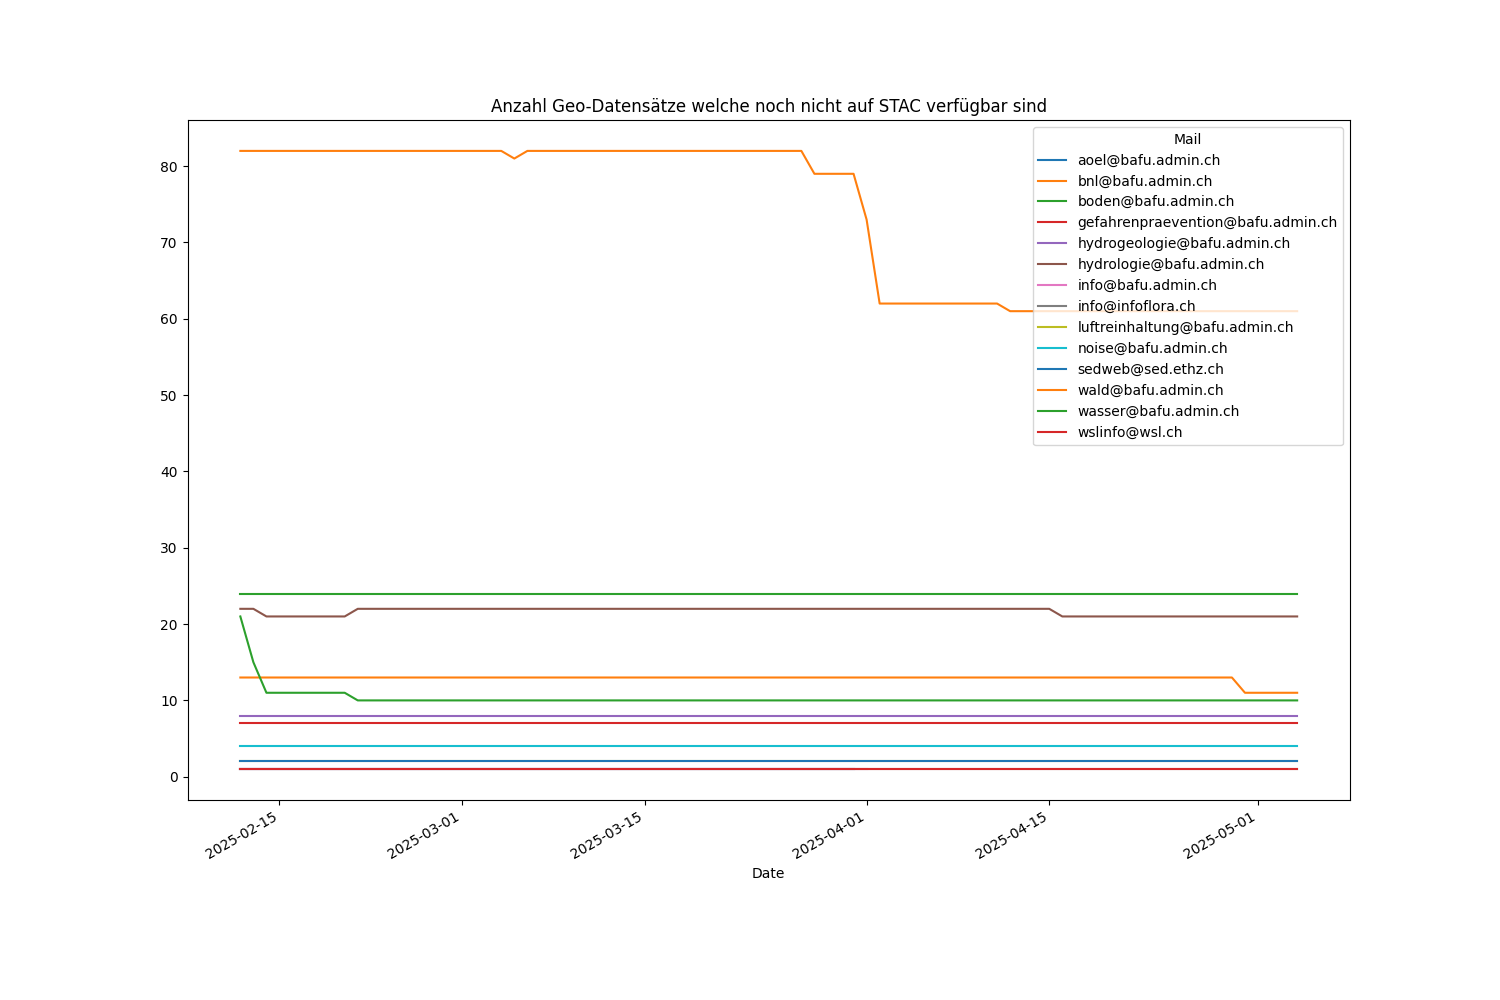 Anzahl Geo-Datensätze welche noch nicht auf STAC verfügbar sind
Mail
aoel@bafu.admin.ch
bnl@bafu.admin.ch
boden@bafu.admin.ch
gefahrenpraevention@bafu.admin.ch
hydrogeologie@bafu.admin.ch
hydrologie@bafu.admin.ch
info@bafu.admin.ch
info@infoflora.ch
luftreinhaltung@bafu.admin.ch
noise@bafu.admin.ch
sedweb@sed.ethz.ch
wald@bafu.admin.ch
wasser@bafu.admin.ch
wslinfo@wsl.ch
80
70
60
50
40
30
20
10
0
2025-02-15
2025-03-01
2025-03-15
2025-04-01
2025-04-15
2025-05-01
Date